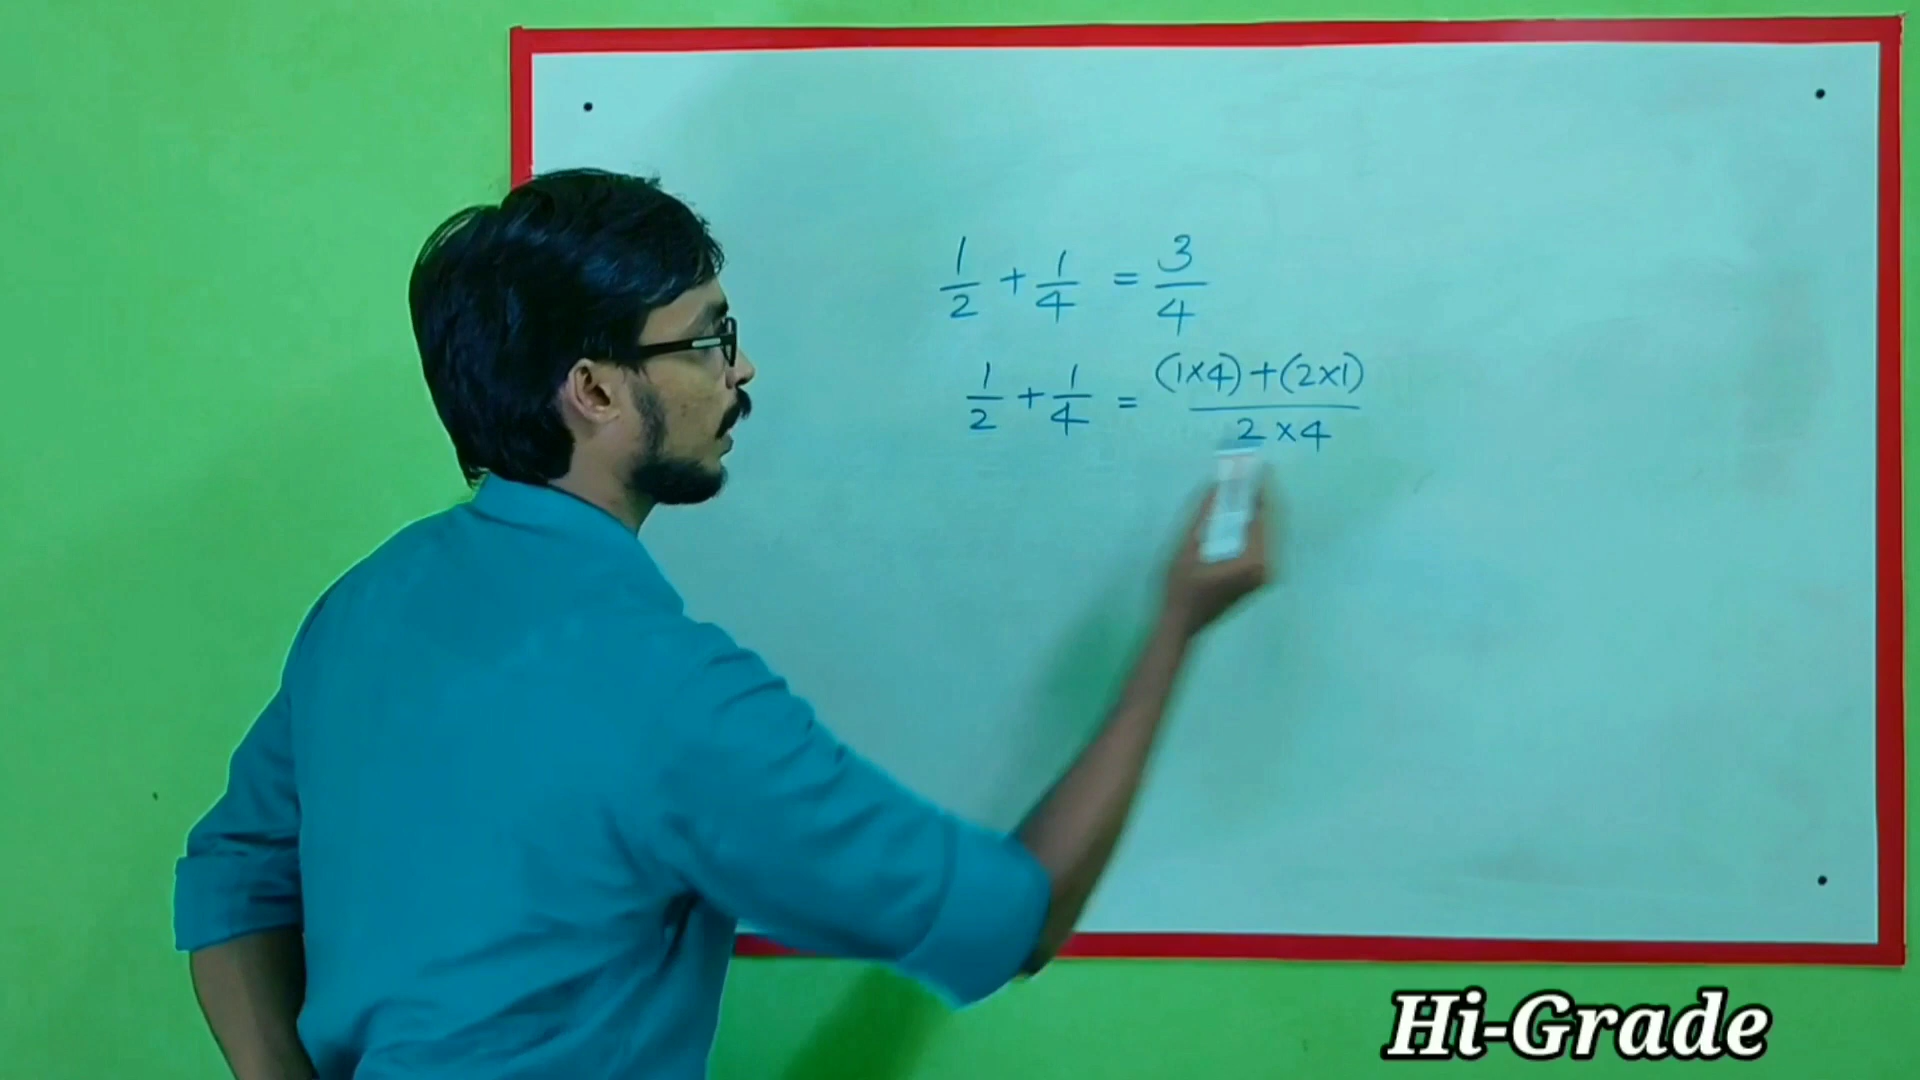 1/2 + 1/4 = 3/4
1/2 + 1/4 = (1×4)+(2×1)/2×4
Hi-Grade